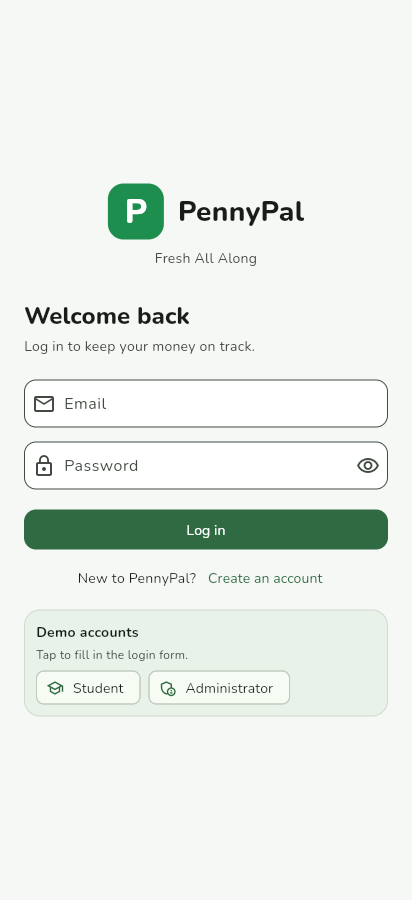 P PennyPal
Fresh All Along
Welcome back
Log in to keep your money on track.
Email
Password
Log in
New to PennyPal? Create an account
Demo accounts
Tap to fill in the login form.
Student Administrator